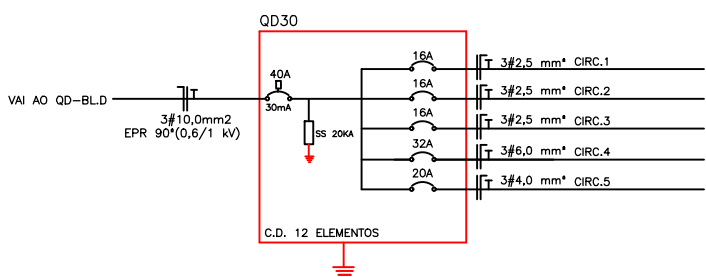 QD30
VAI AO QD-BL.D
T
3#10,0mm2
EPR 90°(0,6/1 kV)
40A
30mA
SS 20KA
16A
T 3#2,5 mm² CIRC.1
16A
T 3#2,5 mm² CIRC.2
16A
T 3#2,5 mm² CIRC.3
32A
T 3#6,0 mm² CIRC.4
20A
T 3#4,0 mm² CIRC.5
C.D. 12 ELEMENTOS